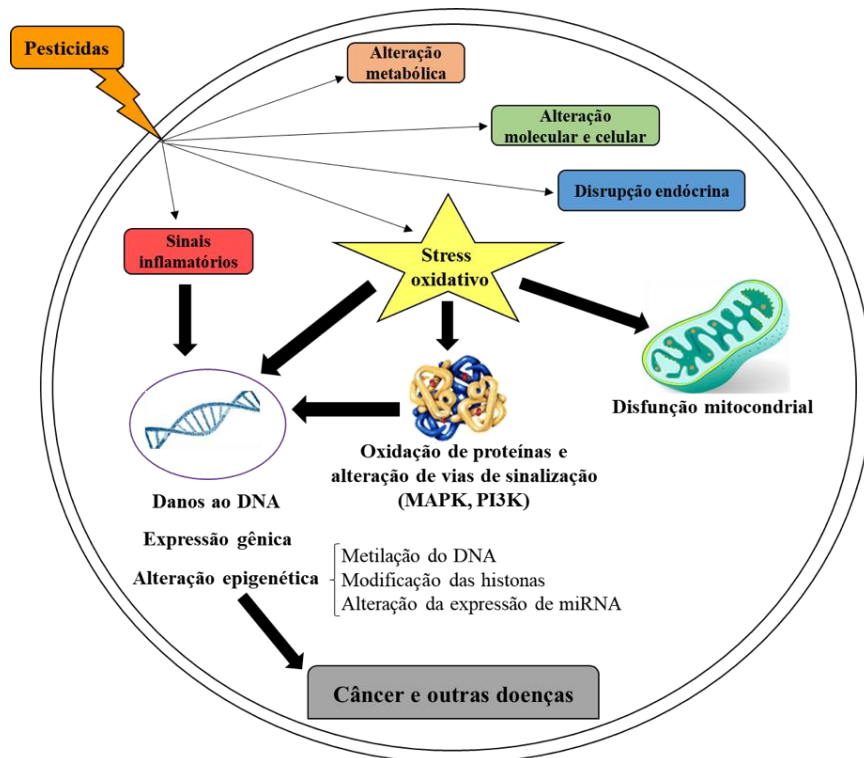 Pesticidas
Alteração
metabólica
Alteração
molecular e celular
Disrupção endócrina
Sinais
inflamatórios
Stress
oxidativo
Disfunção mitocondrial
Oxidação de proteínas e
alteração de vias de sinalização
(MAPK, PI3K)
Danos ao DNA
Expressão gênica
Alteração epigenética
Metilação do DNA
Modificação das histonas
Alteração da expressão de miRNA
Câncer e outras doenças